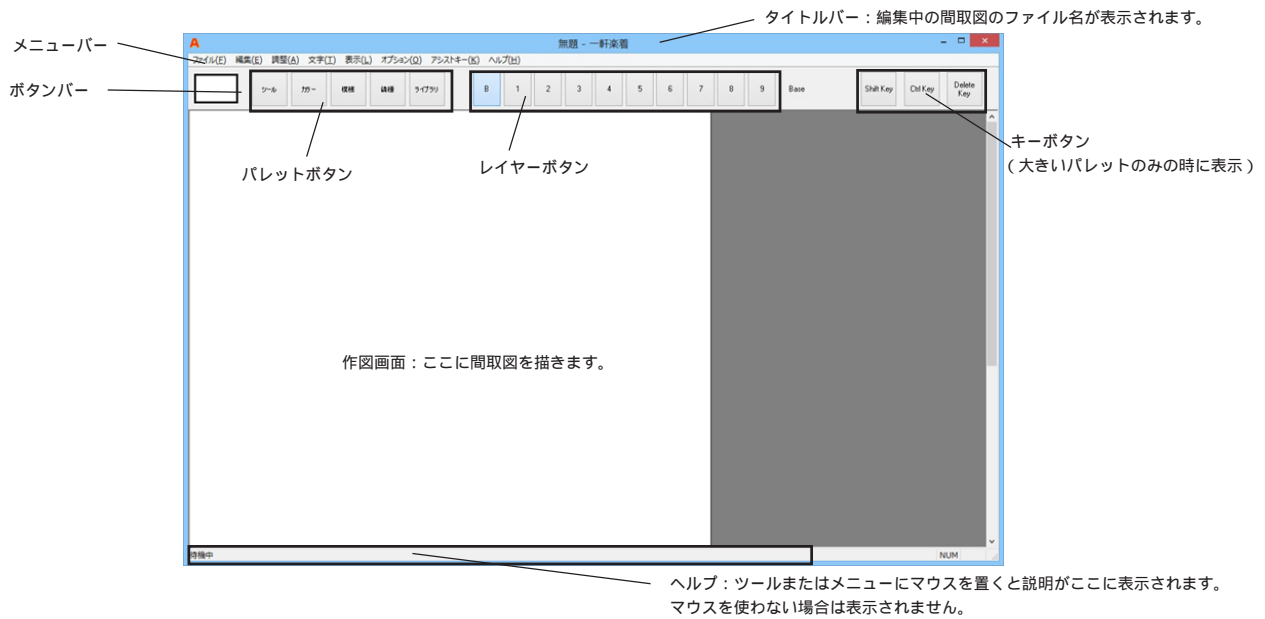 タイトルバー：編集中の間取図のファイル名が表示されます。
メニューバー
無題 - 一軒楽着
ファイル(F) 編集(E) 調整(A) 文字(T) 表示(L) オプション(O) アシストキー(K) ヘルプ(H)
ボタンバー
ツール カラー 模様 線種 ライブラリ B 1 2 3 4 5 6 7 8 9 Base Shift Key Ctrl Key Delete Key
キーボタン
(大きいパレットのみの時に表示)
パレットボタン
レイヤーボタン
作図画面：ここに間取図を描きます。
待機中 NUM
ヘルプ：ツールまたはメニューにマウスを置くと説明がここに表示されます。
マウスを使わない場合は表示されません。